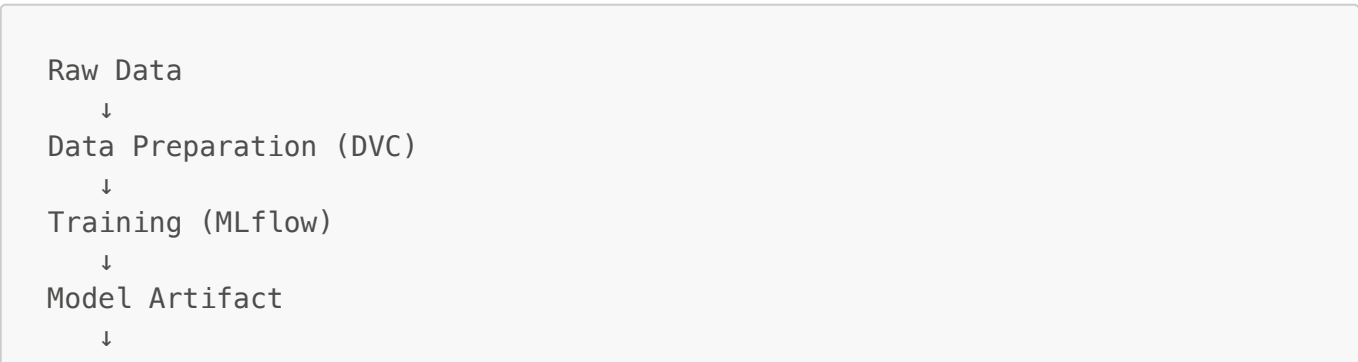 Raw Data
↓
Data Preparation (DVC)
↓
Training (MLflow)
↓
Model Artifact
↓